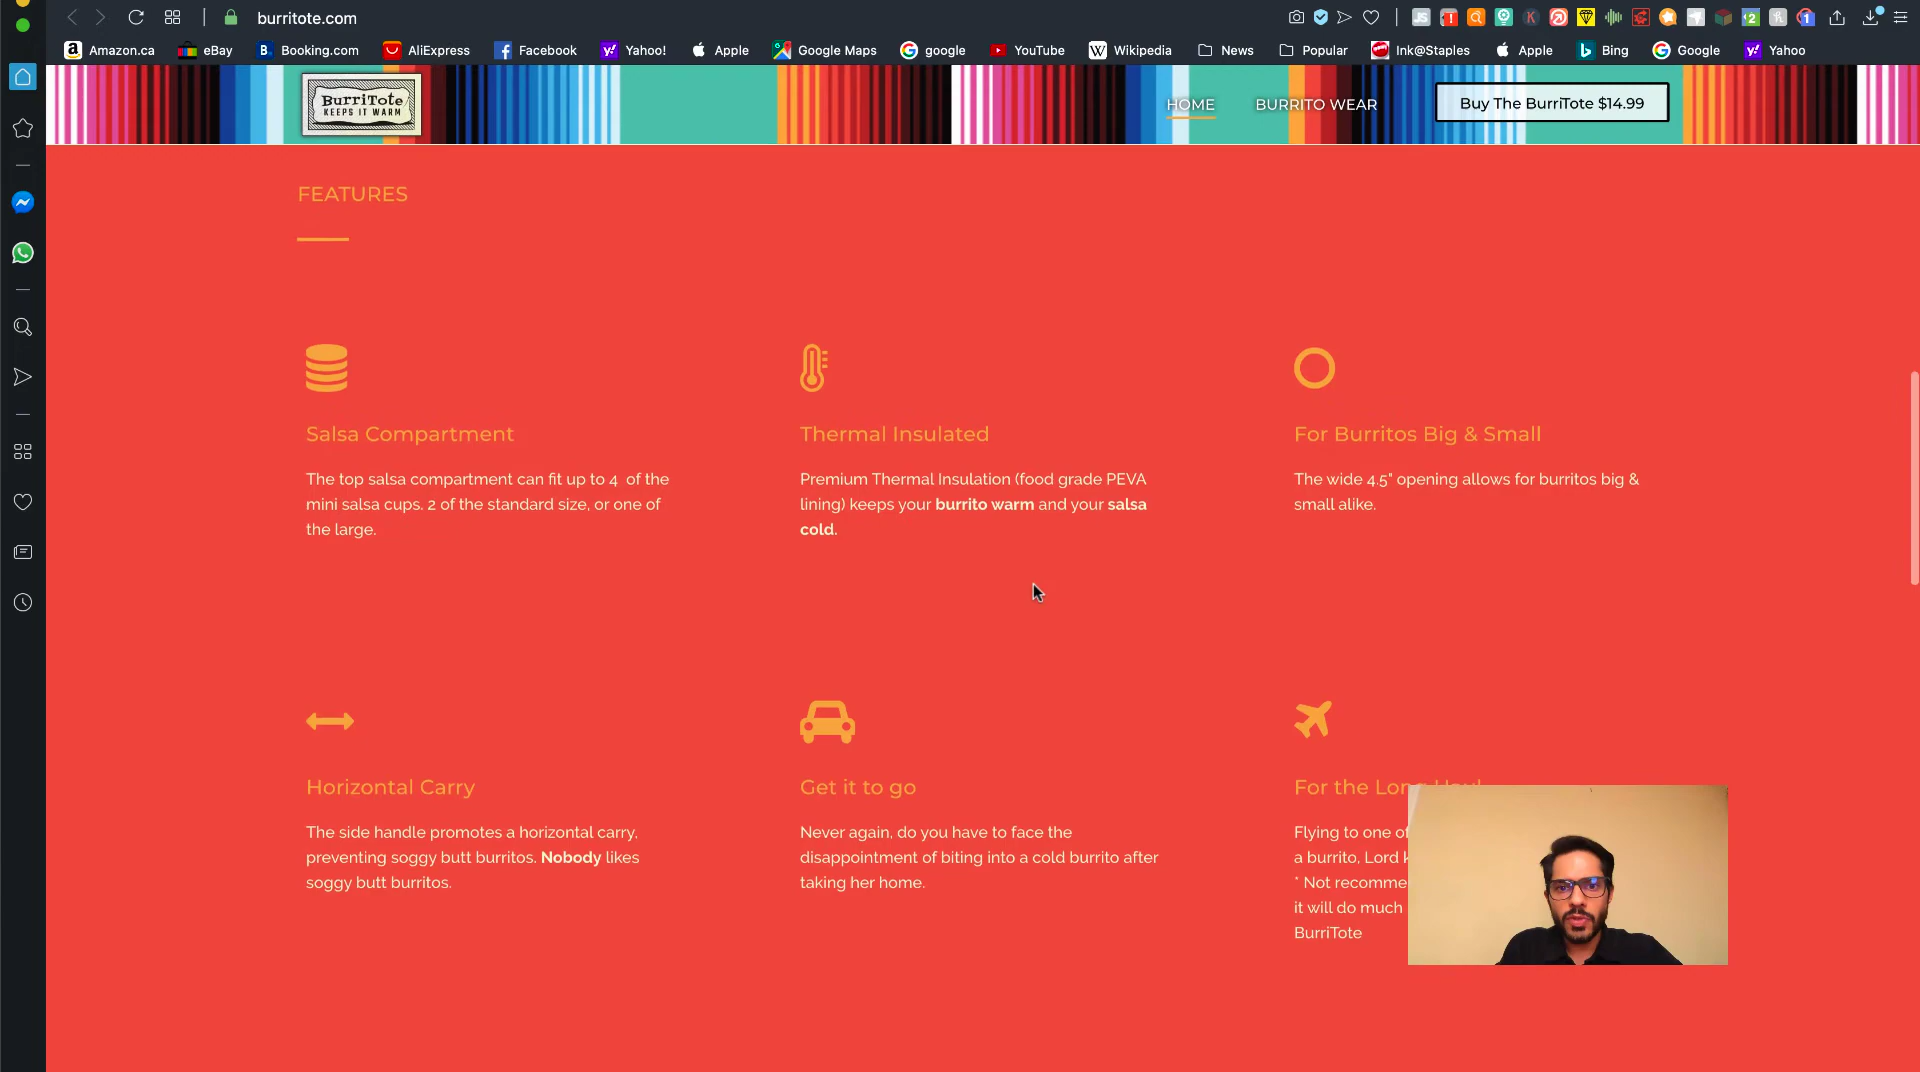 burritote.com
Amazon.ca eBay Booking.com AliExpress Facebook Yahoo! Apple Google Maps google YouTube Wikipedia News Popular Ink@Staples Apple Bing Google Yahoo
BurriTote
KEEPS IT WARM
HOME BURRITO WEAR Buy The BurriTote $14.99
FEATURES
Salsa Compartment
The top salsa compartment can fit up to 4 of the
mini salsa cups. 2 of the standard size, or one of
the large.
Thermal Insulated
Premium Thermal Insulation (food grade PEVA
lining) keeps your burrito warm and your salsa
cold.
For Burritos Big & Small
The wide 4.5" opening allows for burritos big &
small alike.
Horizontal Carry
The side handle promotes a horizontal carry,
preventing soggy butt burritos. Nobody likes
soggy butt burritos.
Get it to go
Never again, do you have to face the
disappointment of biting into a cold burrito after
taking her home.
For the Long
Flying to one of
a burrito, Lord
* Not
it will do much
BurriTote